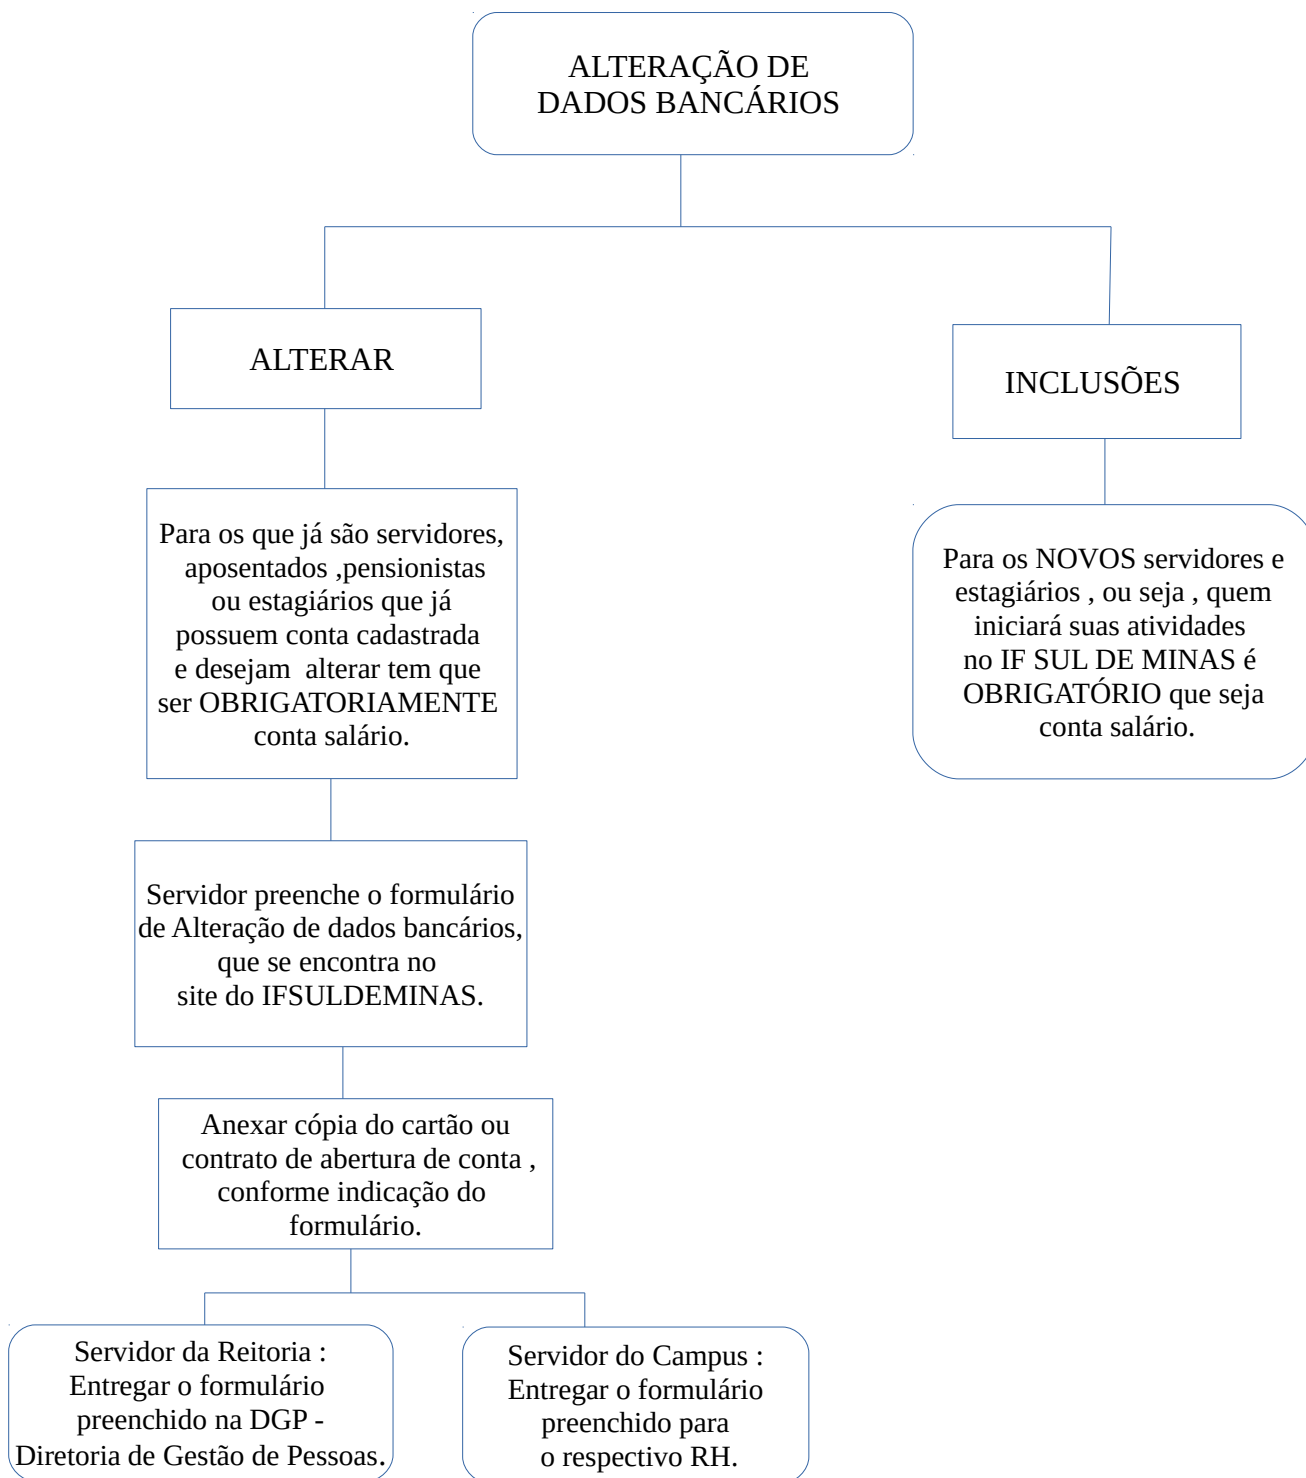 ALTERAÇÃO DE
DADOS BANCÁRIOS
ALTERAR
INCLUSÕES
Para os que já são servidores,
aposentados ,pensionistas
ou estagiários que já
possuem conta cadastrada
e desejam  alterar tem que
ser OBRIGATORIAMENTE
conta salário.
Para os NOVOS servidores e
estagiários , ou seja , quem
iniciará suas atividades
no IF SUL DE MINAS é
OBRIGATÓRIO que seja
conta salário.
Servidor preenche o formulário
de Alteração de dados bancários,
que se encontra no
site do IFSULDEMINAS.
Anexar cópia do cartão ou
contrato de abertura de conta ,
conforme indicação do
formulário.
Servidor da Reitoria :
Entregar o formulário
preenchido na DGP -
Diretoria de Gestão de Pessoas.
Servidor do Campus :
Entregar o formulário
preenchido para
o respectivo RH.